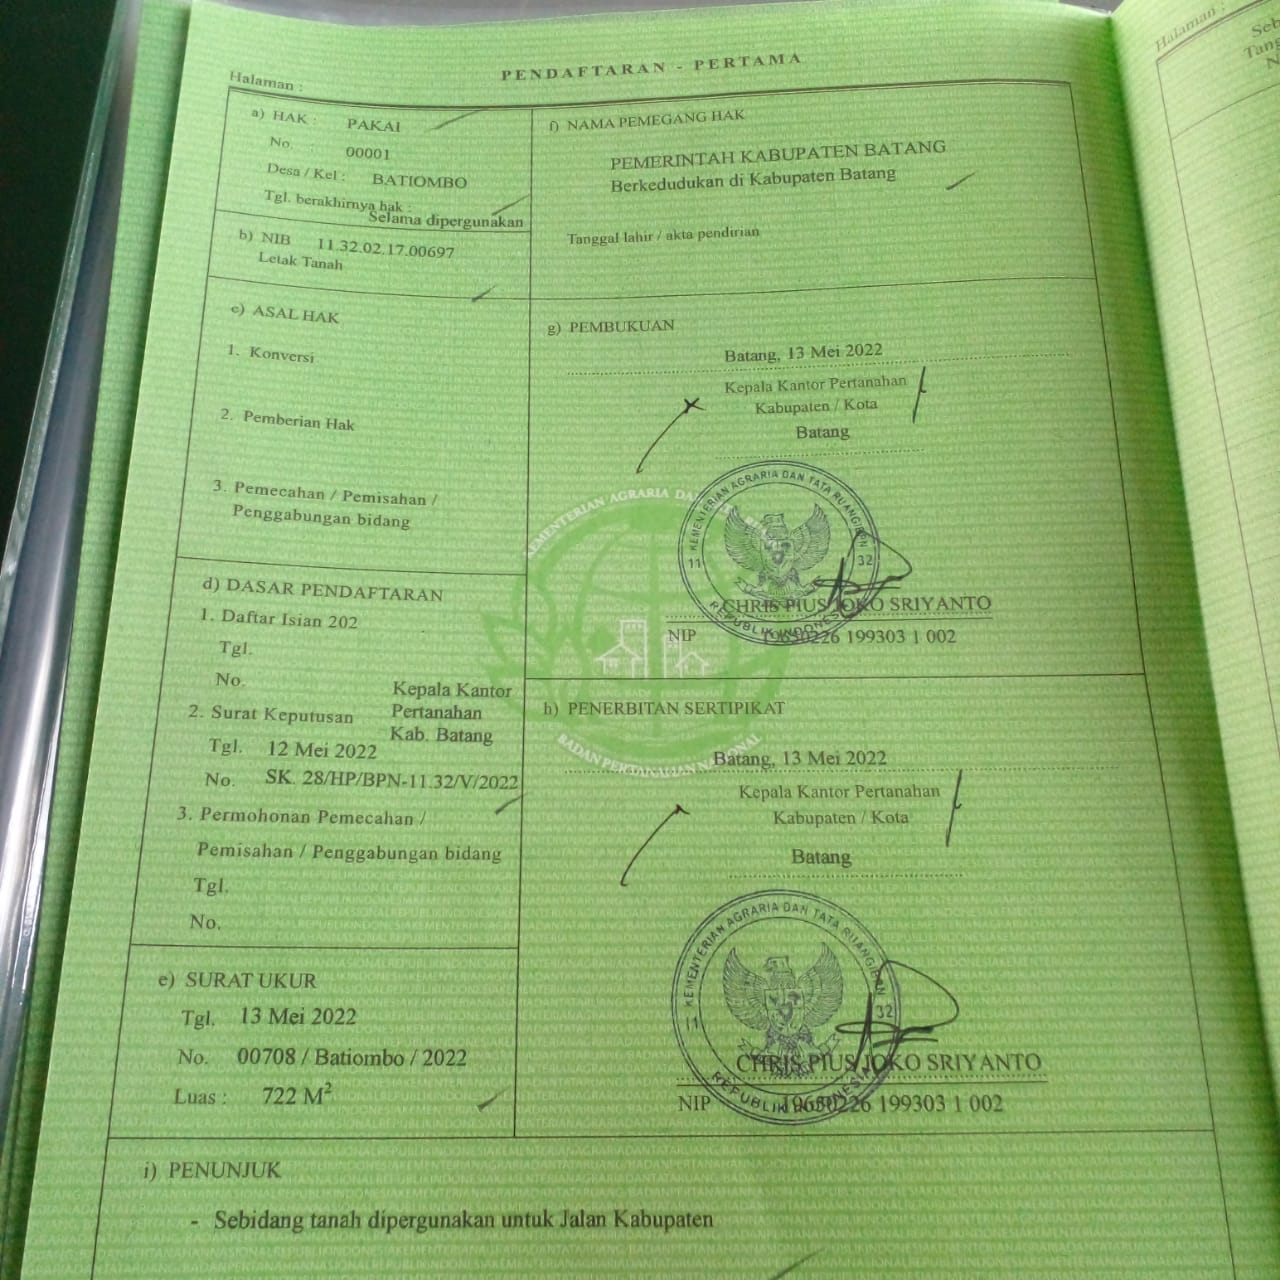 PENDAFTARAN - PERTAMA
Halaman :
a) HAK : PAKAI
No. : 00001
Desa / Kel : BATIOMBO
Tgl. berakhirnya hak :
Selama dipergunakan
b) NIB 11.32.02.17.00697
Letak Tanah
c) ASAL HAK
1. Konversi
2. Pemberian Hak
3. Pemecahan / Pemisahan /
Penggabungan bidang
d) DASAR PENDAFTARAN
1. Daftar Isian 202
Tgl.
No.
2. Surat Keputusan
Kepala Kantor
Pertanahan
Kab. Batang
Tgl. 12 Mei 2022
No. SK. 28/HP/BPN-11.32/V/2022
3. Permohonan Pemecahan /
Pemisahan / Penggabungan bidang
Tgl.
No.
e) SURAT UKUR
Tgl. 13 Mei 2022
No. 00708 / Batiombo / 2022
Luas : 722 M²
f) NAMA PEMEGANG HAK
PEMERINTAH KABUPATEN BATANG
Berkedudukan di Kabupaten Batang
Tanggal lahir / akta pendirian
g) PEMBUKUAN
Batang, 13 Mei 2022
Kepala Kantor Pertanahan
Kabupaten / Kota
Batang
KEMENTERIAN AGRARIA DAN TATA RUANG/BPN
11 32
REPUBLIK INDONESIA
CHRIS PIUS JOKO SRIYANTO
NIP 19650226 199303 1 002
KEMENTERIAN AGRARIA DAN
BADAN PERTANAHAN NASIONAL
h) PENERBITAN SERTIPIKAT
Batang, 13 Mei 2022
Kepala Kantor Pertanahan
Kabupaten / Kota
Batang
KEMENTERIAN AGRARIA DAN TATA RUANG/BPN
11 32
REPUBLIK INDONESIA
CHRIS PIUS JOKO SRIYANTO
NIP 19650226 199303 1 002
i) PENUNJUK
- Sebidang tanah dipergunakan untuk Jalan Kabupaten
Halaman :